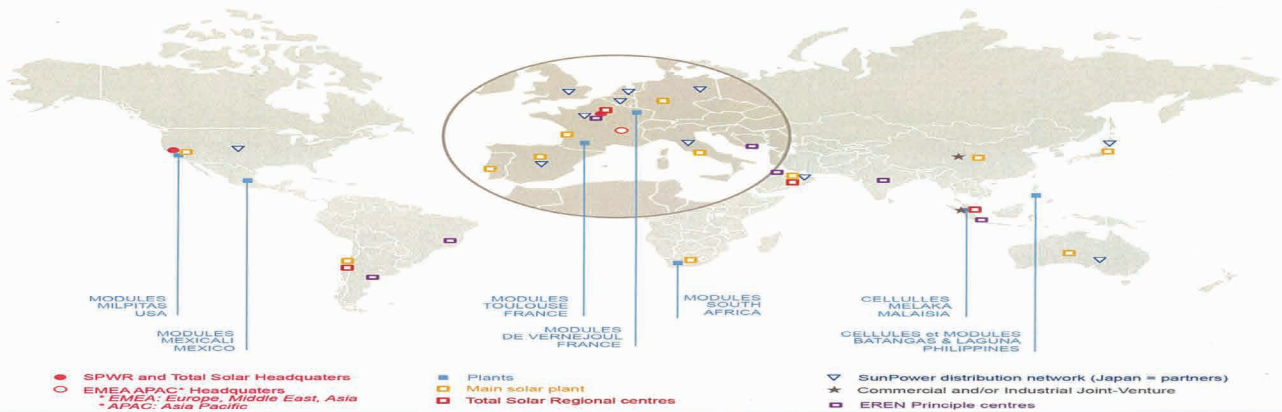 MODULES
MILPITAS
USA
MODULES
MEXICALI
MEXICO
MODULES
TOULOUSE
FRANCE
MODULES
DE VERNEJOUL
FRANCE
MODULES
SOUTH
AFRICA
CELLULLES
MELAKA
MALAISIA
CELLULES et MODULES
BATANGAS & LAGUNA
PHILIPPINES
SPWR and Total Solar Headquaters
EMEA APAC* Headquaters
* EMEA: Europe, Middle East, Asia
* APAC: Asia Pacific
Plants
Main solar plant
Total Solar Regional centres
SunPower distribution network (Japan = partners)
Commercial and/or Industrial Joint-Venture
EREN Principle centres